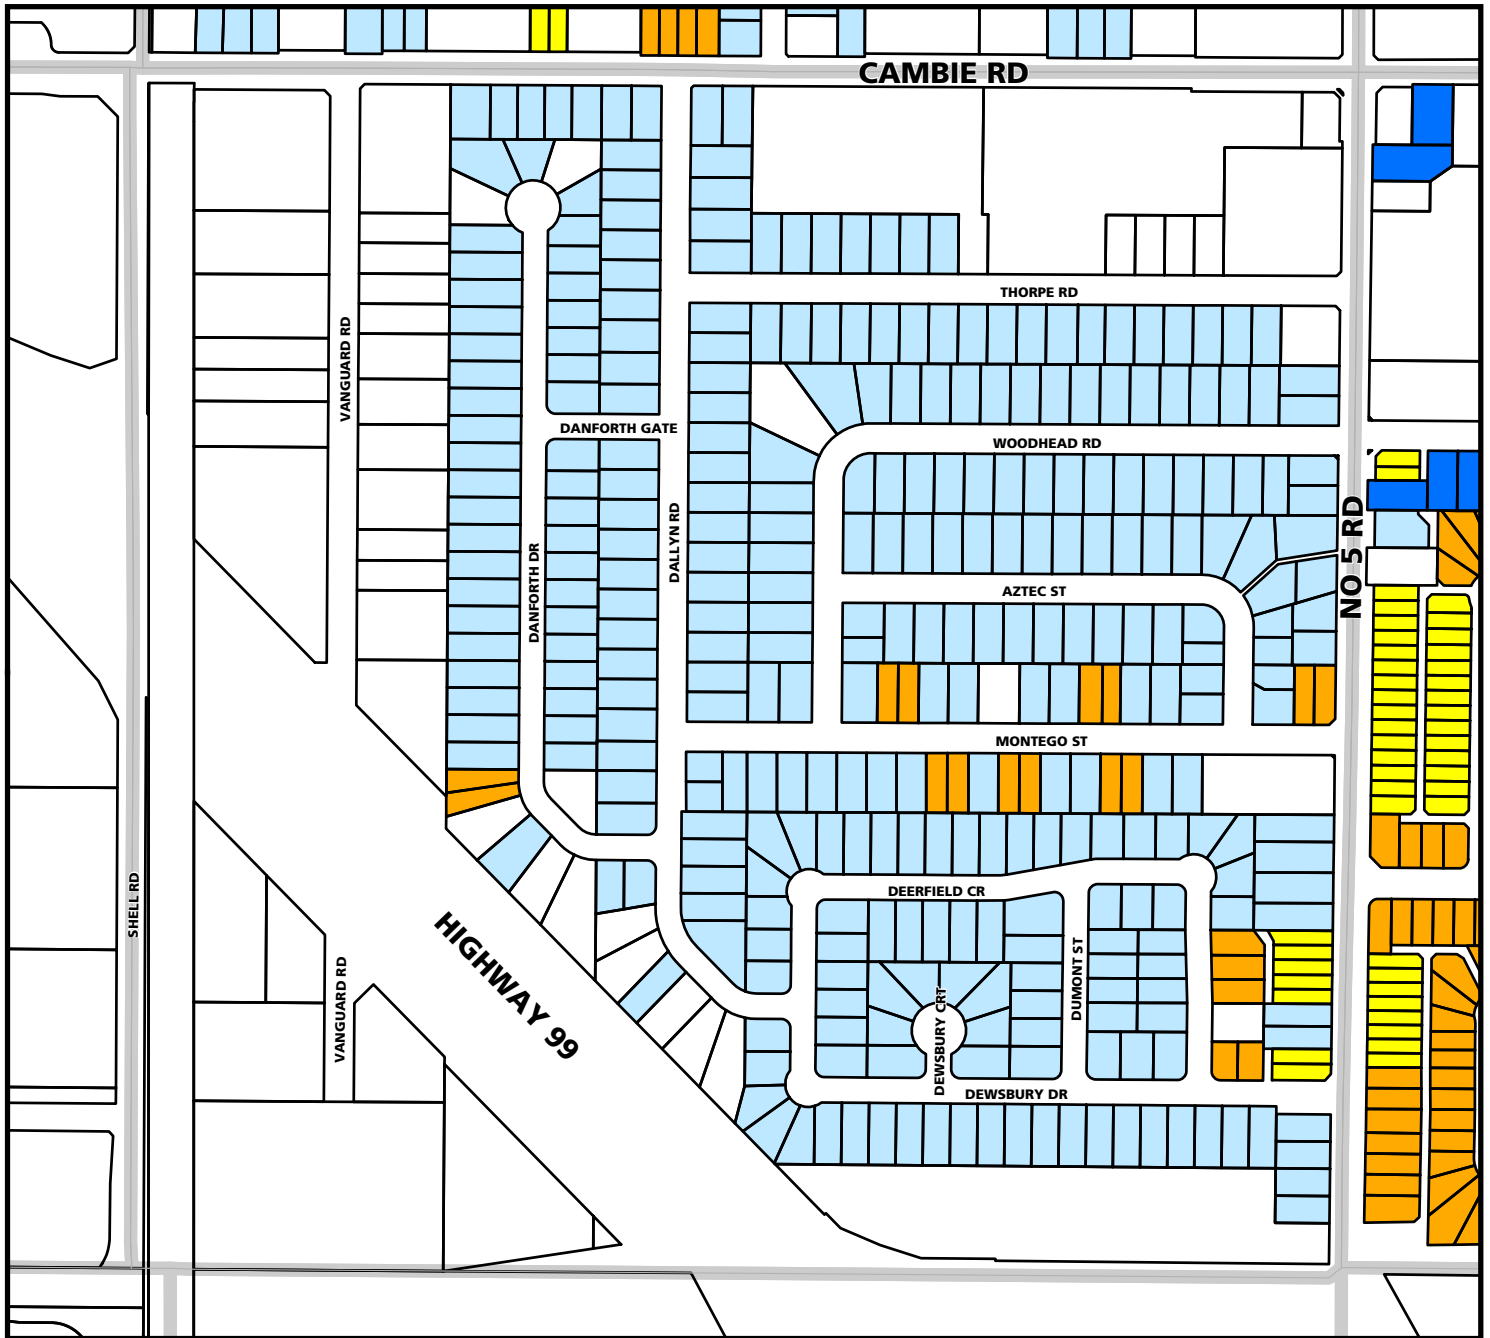 CAMBIE RD
THORPE RD
VANGUARD RD
DANFORTH GATE
WOODHEAD RD
DALLYN RD
NO 5 RD
DANFORTH DR
AZTEC ST
MONTEGO ST
SHELL RD
DEERFIELD CR
HIGHWAY 99
DUMONT ST
VANGUARD RD
DEWSBURY CRT
DEWSBURY DR